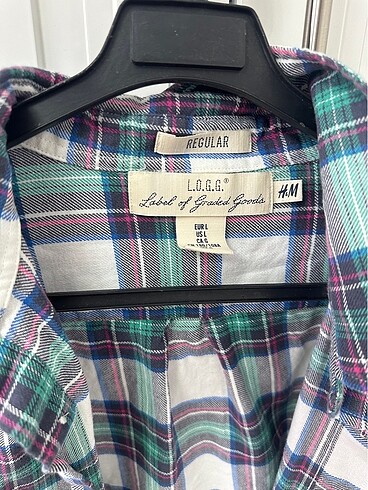 REGULAR
L.O.G.G.®
Label of Graded Goods
H&M
EUR L
US L
CA G